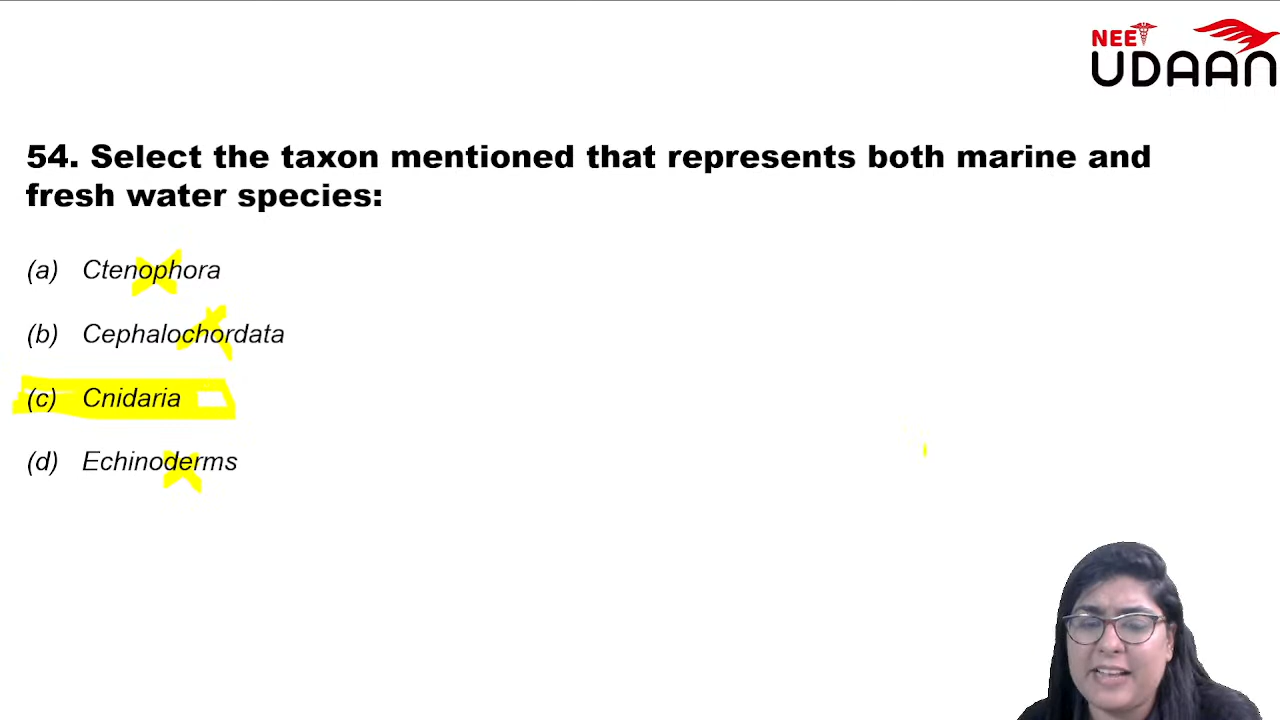 NEET
UDAAN
54. Select the taxon mentioned that represents both marine and
fresh water species:
(a) Ctenophora
(b) Cephalochordata
(c) Cnidaria
(d) Echinoderms